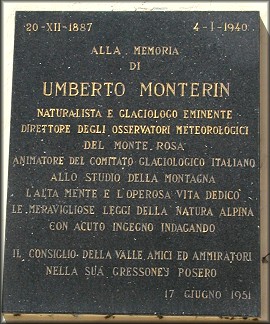 20-XII-1887 4-I-1940
ALLA MEMORIA
DI
UMBERTO MONTERIN
NATURALISTA E GLACIOLOGO EMINENTE
DIRETTORE DEGLI OSSERVATORI METEOROLOGICI
DEL MONTE ROSA
ANIMATORE DEL COMITATO GLACIOLOGICO ITALIANO
ALLO STUDIO DELLA MONTAGNA
L'ALTA MENTE E L'OPEROSA VITA DEDICÒ
LE MERAVIGLIOSE LEGGI DELLA NATURA ALPINA
CON ACUTO INGEGNO INDAGANDO
IL CONSIGLIO DELLA VALLE AMICI ED AMMIRATORI
NELLA SUA GRESSONEY POSERO
17 GIUGNO 1951